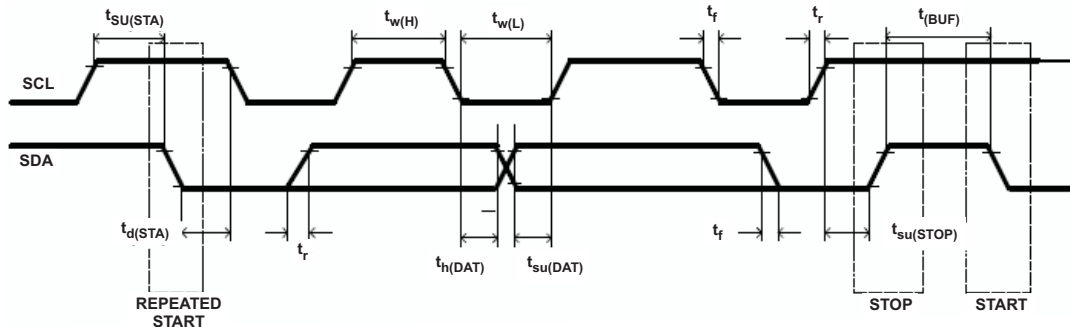 tSU(STA)
tw(H)
tw(L)
tf
tr
t(BUF)
SCL
SDA
td(STA)
tr
th(DAT)
tsu(DAT)
tf
tsu(STOP)
REPEATED
START
STOP
START